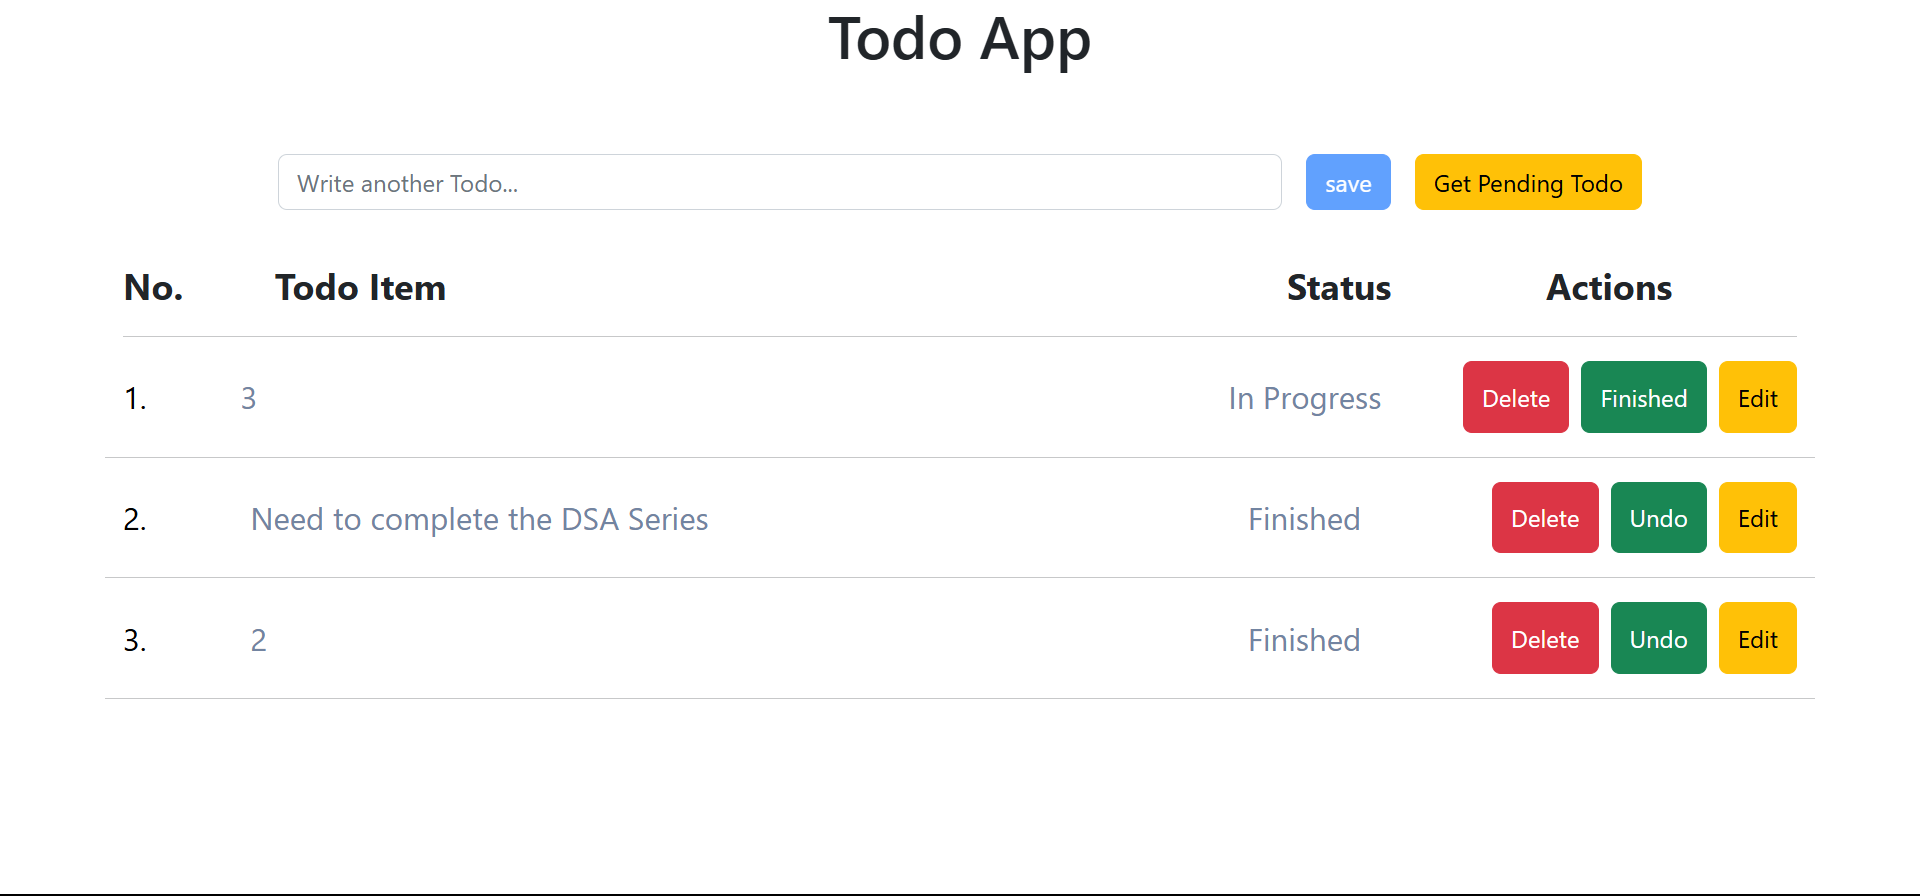 Todo App
Write another Todo... save Get Pending Todo
No. Todo Item Status Actions
1. 3 In Progress Delete Finished Edit
2. Need to complete the DSA Series Finished Delete Undo Edit
3. 2 Finished Delete Undo Edit